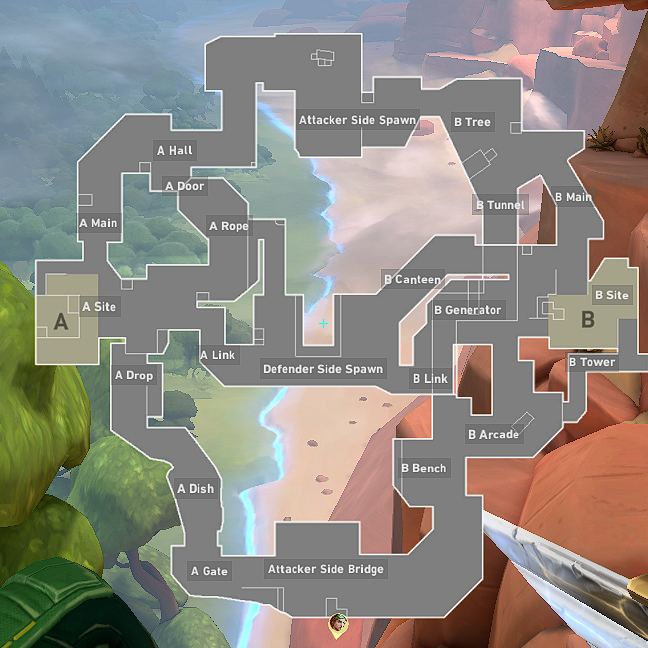 Attacker Side Spawn
B Tree
A Hall
A Door
B Main
B Tunnel
A Main
A Rope
B Canteen
B Site
A Site
B Generator
A
B
A Link
B Tower
Defender Side Spawn
A Drop
B Link
B Arcade
B Bench
A Dish
A Gate
Attacker Side Bridge